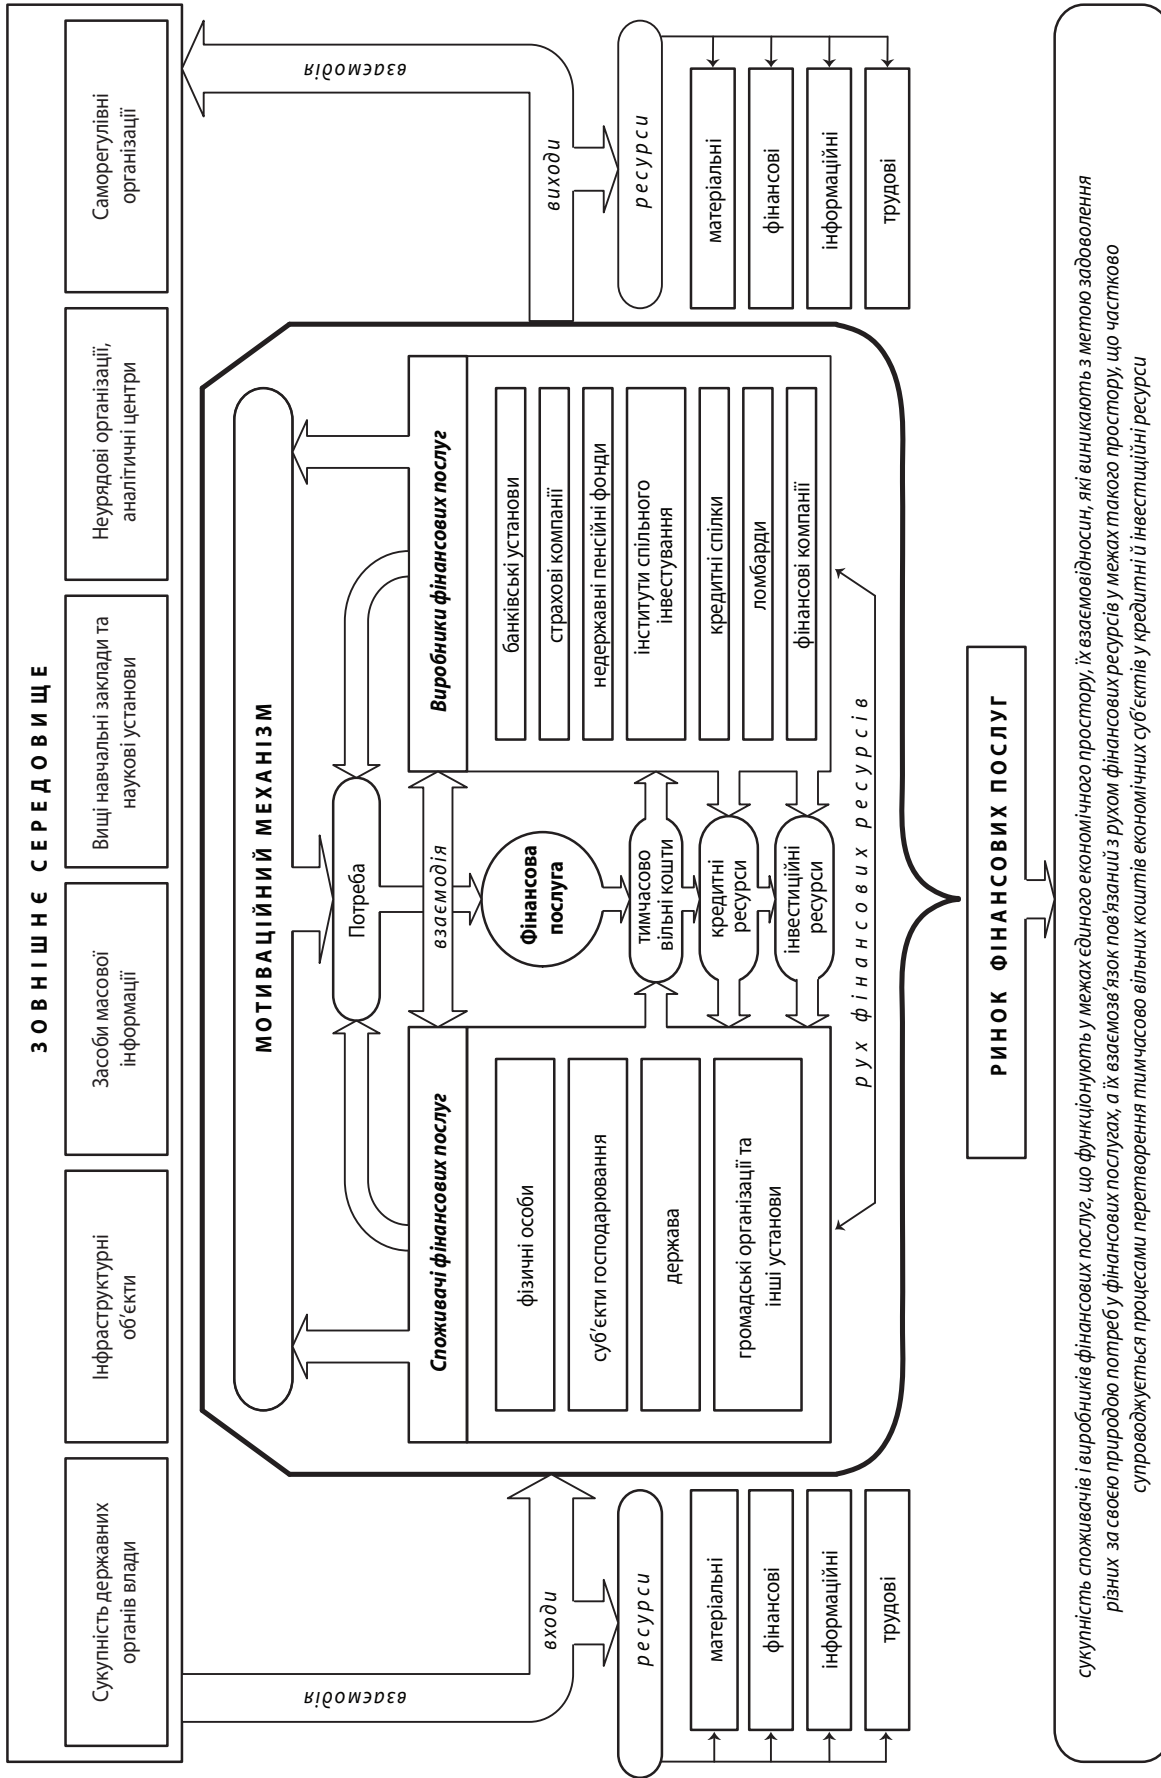 ЗОВНІШНЄ СЕРЕДОВИЩЕ
Сукупність державних
органів влади
Інфраструктурні
об'єкти
Засоби масової
інформації
Вищі навчальні заклади та
наукові установи
Неурядові організації,
аналітичні центри
Саморегулівні
організації
взаємодія
входи
ресурси
матеріальні
фінансові
інформаційні
трудові
МОТИВАЦІЙНИЙ МЕХАНІЗМ
Потреба
взаємодія
Споживачі фінансових послуг
фізичні особи
суб'єкти господарювання
держава
громадські організації та
інші установи
Фінансова
послуга
тимчасово
вільні кошти
кредитні
ресурси
інвестиційні
ресурси
Виробники фінансових послуг
банківські установи
страхові компанії
недержавні пенсійні фонди
інститути спільного
інвестування
кредитні спілки
ломбарди
фінансові компанії
рух фінансових ресурсів
взаємодія
виходи
ресурси
матеріальні
фінансові
інформаційні
трудові
РИНОК ФІНАНСОВИХ ПОСЛУГ
сукупність споживачів і виробників фінансових послуг, що функціонують у межах єдиного економічного простору, їх взаємовідносин, які виникають з метою задоволення
різних за своєю природою потреб у фінансових послугах, а їх взаємозв'язок пов'язаний з рухом фінансових ресурсів у межах такого простору, що частково
супроводжується процесами перетворення тимчасово вільних коштів економічних суб'єктів у кредитні й інвестиційні ресурси